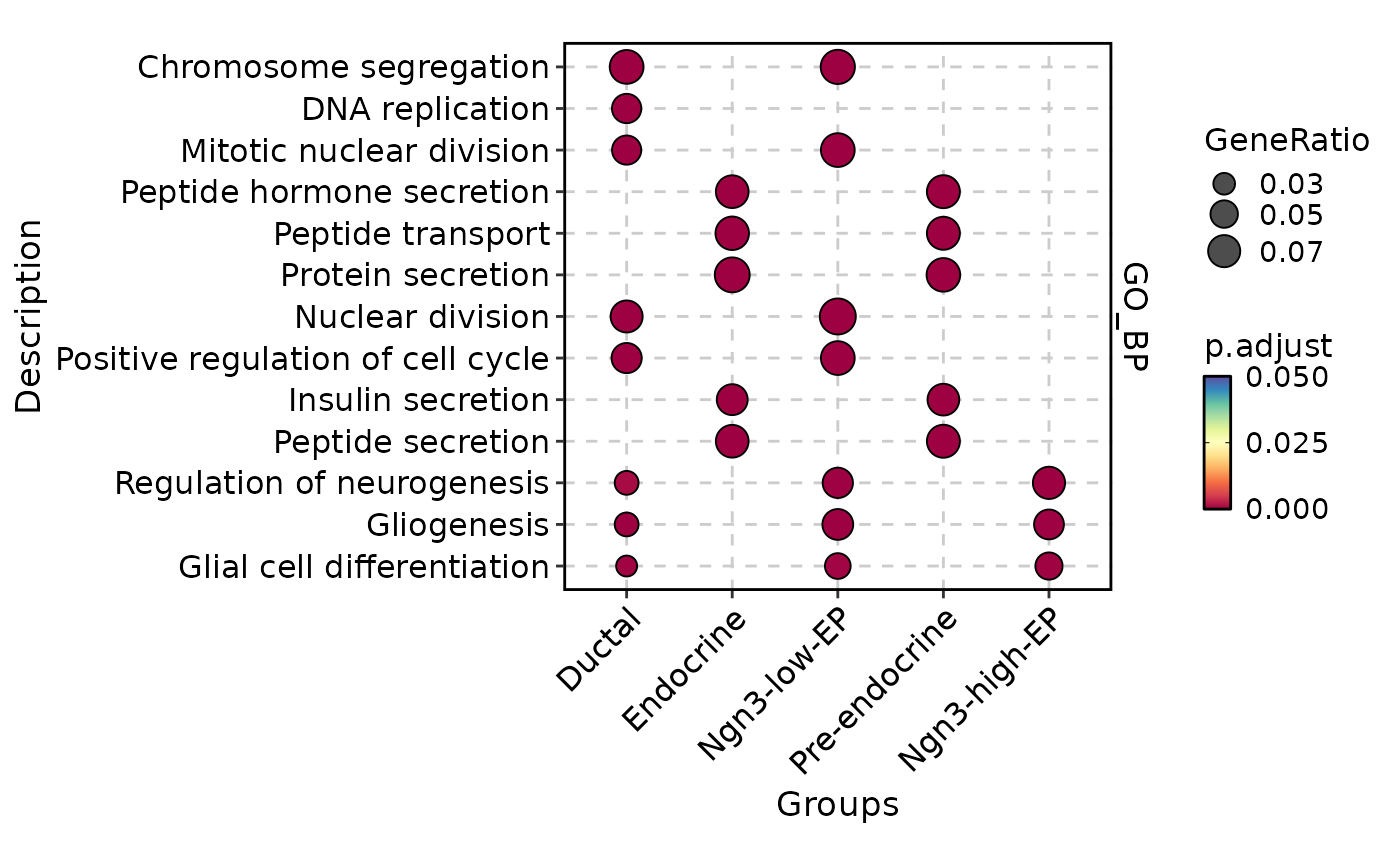 Description
Chromosome segregation
DNA replication
Mitotic nuclear division
Peptide hormone secretion
Peptide transport
Protein secretion
Nuclear division
Positive regulation of cell cycle
Insulin secretion
Peptide secretion
Regulation of neurogenesis
Gliogenesis
Glial cell differentiation
Ductal
Endocrine
Ngn3-low-EP
Pre-endocrine
Ngn3-high-EP
Groups
GO_BP
GeneRatio
0.03
0.05
0.07
p.adjust
0.050
0.025
0.000